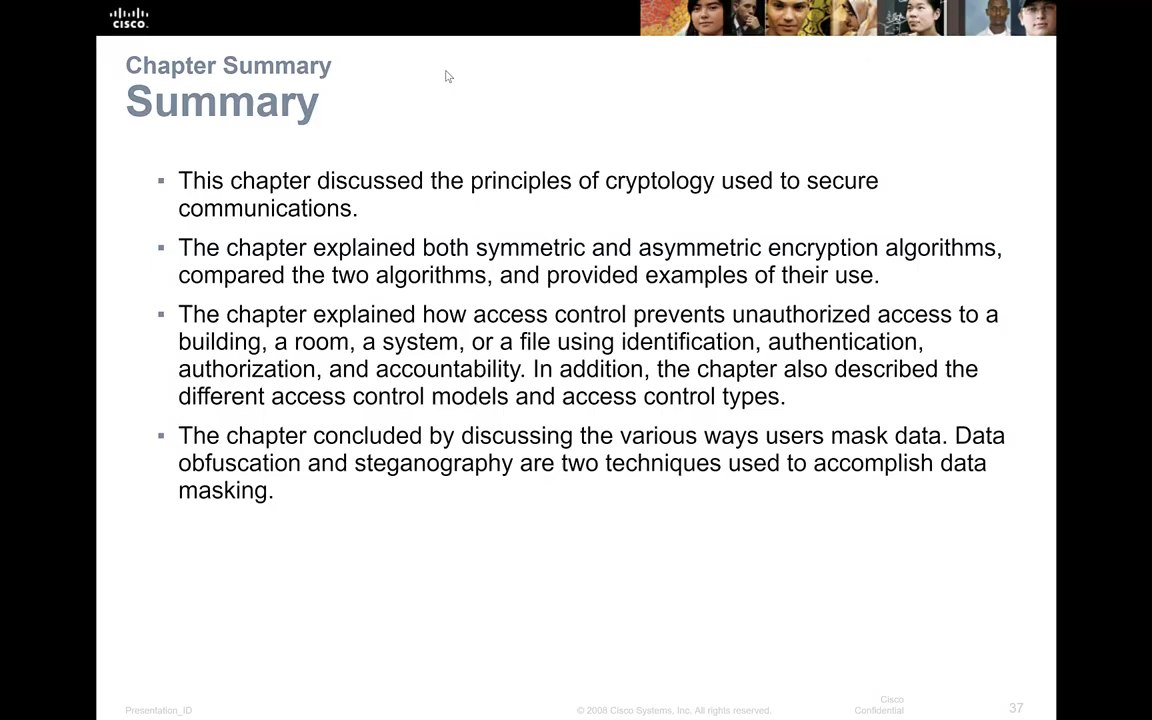 CISCO.
Chapter Summary
Summary
▪ This chapter discussed the principles of cryptology used to secure
communications.
▪ The chapter explained both symmetric and asymmetric encryption algorithms,
compared the two algorithms, and provided examples of their use.
▪ The chapter explained how access control prevents unauthorized access to a
building, a room, a system, or a file using identification, authentication,
authorization, and accountability. In addition, the chapter also described the
different access control models and access control types.
▪ The chapter concluded by discussing the various ways users mask data. Data
obfuscation and steganography are two techniques used to accomplish data
masking.
Presentation_ID
© 2008 Cisco Systems, Inc. All rights reserved.
Cisco
Confidential
37